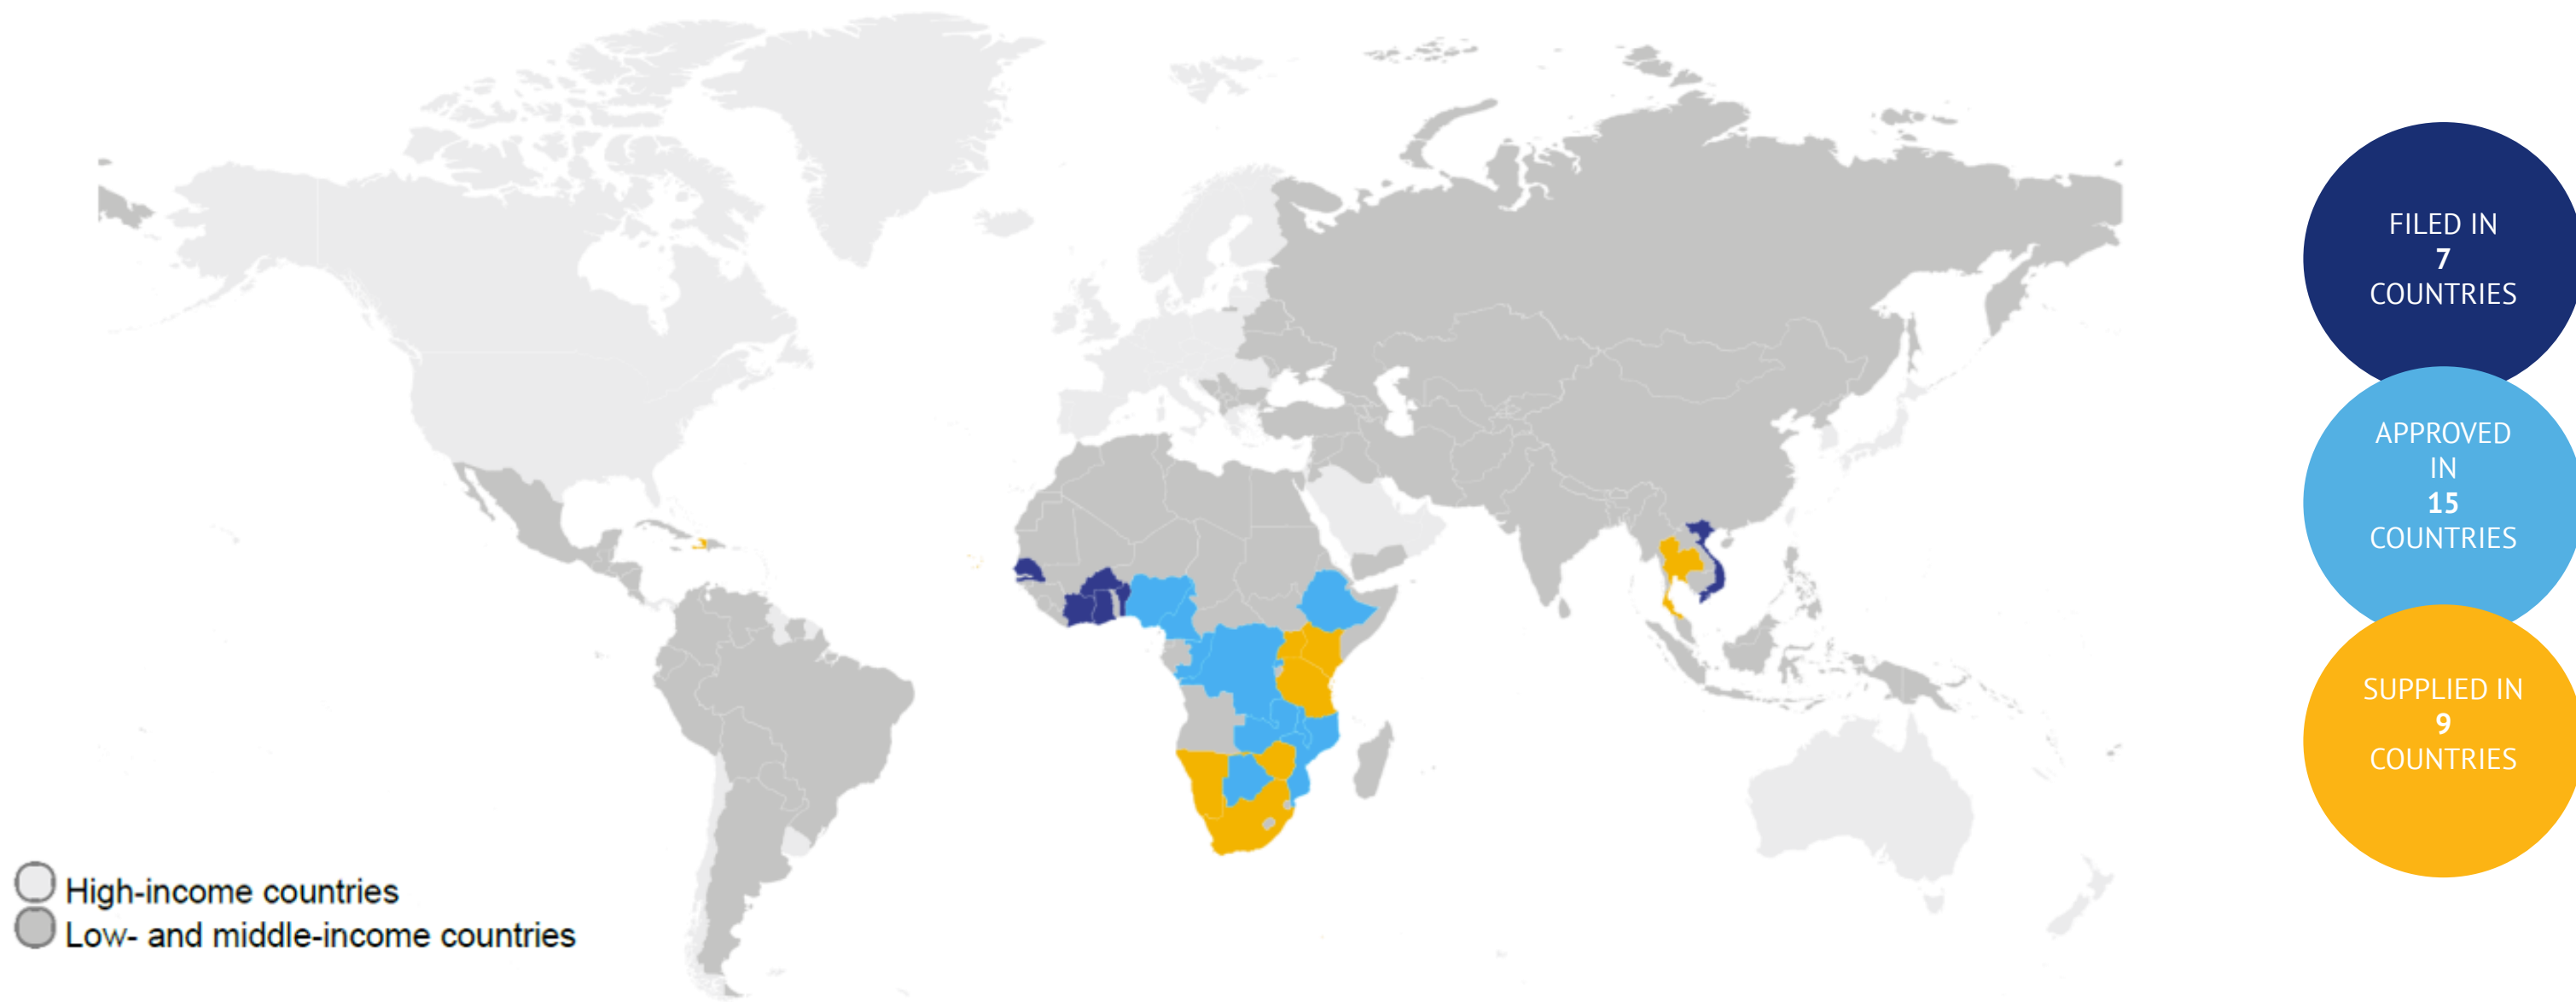 FILED IN
7
COUNTRIES
APPROVED
IN
15
COUNTRIES
SUPPLIED IN
9
COUNTRIES
High-income countries
Low- and middle-income countries